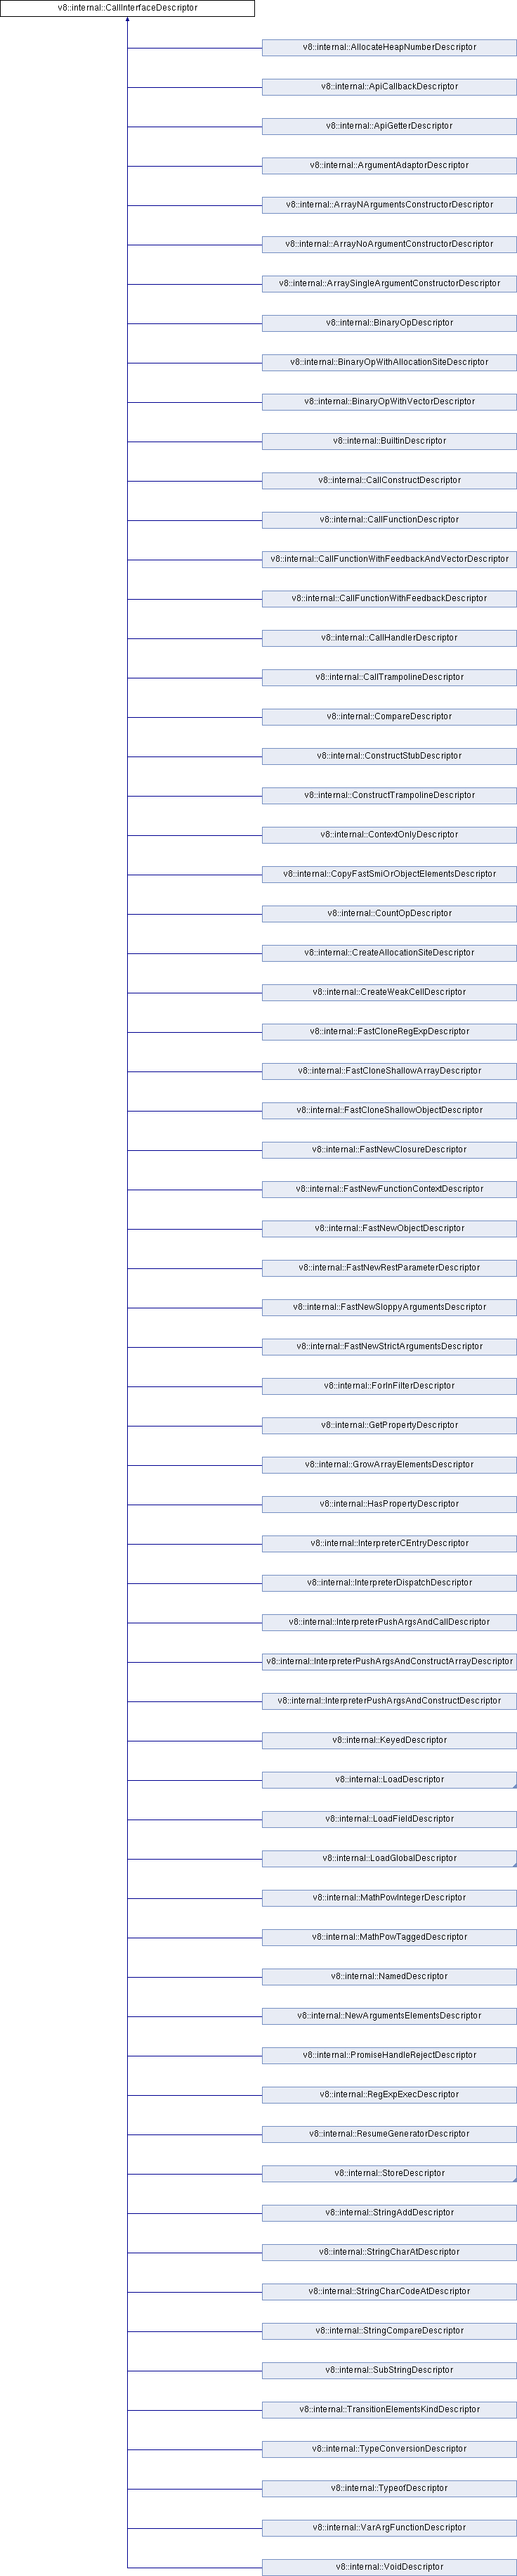 v8::internal::CallInterfaceDescriptor
v8::internal::AllocateHeapNumberDescriptor
v8::internal::ApiCallbackDescriptor
v8::internal::ApiGetterDescriptor
v8::internal::ArgumentAdaptorDescriptor
v8::internal::ArrayNArgumentsConstructorDescriptor
v8::internal::ArrayNoArgumentConstructorDescriptor
v8::internal::ArraySingleArgumentConstructorDescriptor
v8::internal::BinaryOpDescriptor
v8::internal::BinaryOpWithAllocationSiteDescriptor
v8::internal::BinaryOpWithVectorDescriptor
v8::internal::BuiltinDescriptor
v8::internal::CallConstructDescriptor
v8::internal::CallFunctionDescriptor
v8::internal::CallFunctionWithFeedbackAndVectorDescriptor
v8::internal::CallFunctionWithFeedbackDescriptor
v8::internal::CallHandlerDescriptor
v8::internal::CallTrampolineDescriptor
v8::internal::CompareDescriptor
v8::internal::ConstructStubDescriptor
v8::internal::ConstructTrampolineDescriptor
v8::internal::ContextOnlyDescriptor
v8::internal::CopyFastSmiOrObjectElementsDescriptor
v8::internal::CountOpDescriptor
v8::internal::CreateAllocationSiteDescriptor
v8::internal::CreateWeakCellDescriptor
v8::internal::FastCloneRegExpDescriptor
v8::internal::FastCloneShallowArrayDescriptor
v8::internal::FastCloneShallowObjectDescriptor
v8::internal::FastNewClosureDescriptor
v8::internal::FastNewFunctionContextDescriptor
v8::internal::FastNewObjectDescriptor
v8::internal::FastNewRestParameterDescriptor
v8::internal::FastNewSloppyArgumentsDescriptor
v8::internal::FastNewStrictArgumentsDescriptor
v8::internal::ForInFilterDescriptor
v8::internal::GetPropertyDescriptor
v8::internal::GrowArrayElementsDescriptor
v8::internal::HasPropertyDescriptor
v8::internal::InterpreterCEntryDescriptor
v8::internal::InterpreterDispatchDescriptor
v8::internal::InterpreterPushArgsAndCallDescriptor
v8::internal::InterpreterPushArgsAndConstructArrayDescriptor
v8::internal::InterpreterPushArgsAndConstructDescriptor
v8::internal::KeyedDescriptor
v8::internal::LoadDescriptor
v8::internal::LoadFieldDescriptor
v8::internal::LoadGlobalDescriptor
v8::internal::MathPowIntegerDescriptor
v8::internal::MathPowTaggedDescriptor
v8::internal::NamedDescriptor
v8::internal::NewArgumentsElementsDescriptor
v8::internal::PromiseHandleRejectDescriptor
v8::internal::RegExpExecDescriptor
v8::internal::ResumeGeneratorDescriptor
v8::internal::StoreDescriptor
v8::internal::StringAddDescriptor
v8::internal::StringCharAtDescriptor
v8::internal::StringCharCodeAtDescriptor
v8::internal::StringCompareDescriptor
v8::internal::SubStringDescriptor
v8::internal::TransitionElementsKindDescriptor
v8::internal::TypeConversionDescriptor
v8::internal::TypeofDescriptor
v8::internal::VarArgFunctionDescriptor
v8::internal::VoidDescriptor